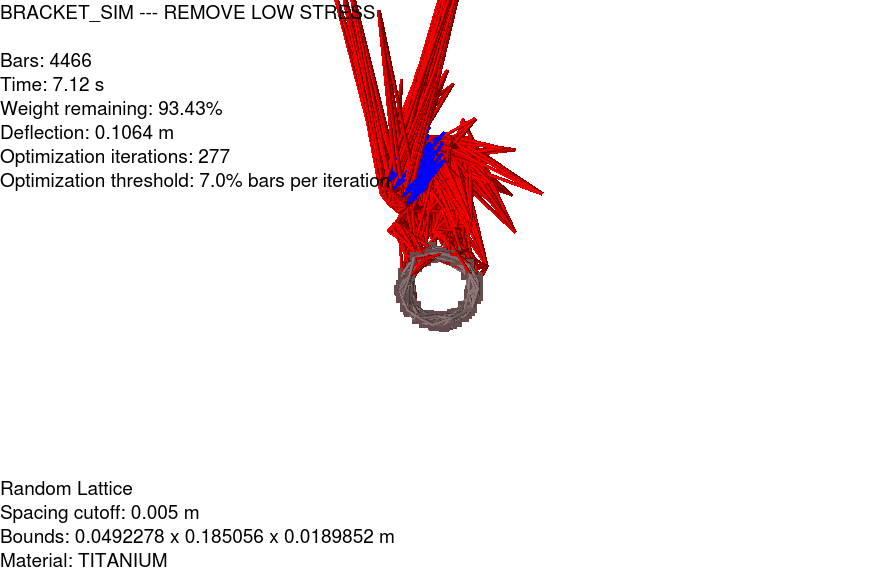 BRACKET_SIM --- REMOVE LOW STRESS
Bars: 4466
Time: 7.12 s
Weight remaining: 93.43%
Deflection: 0.1064 m
Optimization iterations: 277
Optimization threshold: 7.0% bars per iteration
Random Lattice
Spacing cutoff: 0.005 m
Bounds: 0.0492278 x 0.185056 x 0.0189852 m
Material: TITANIUM